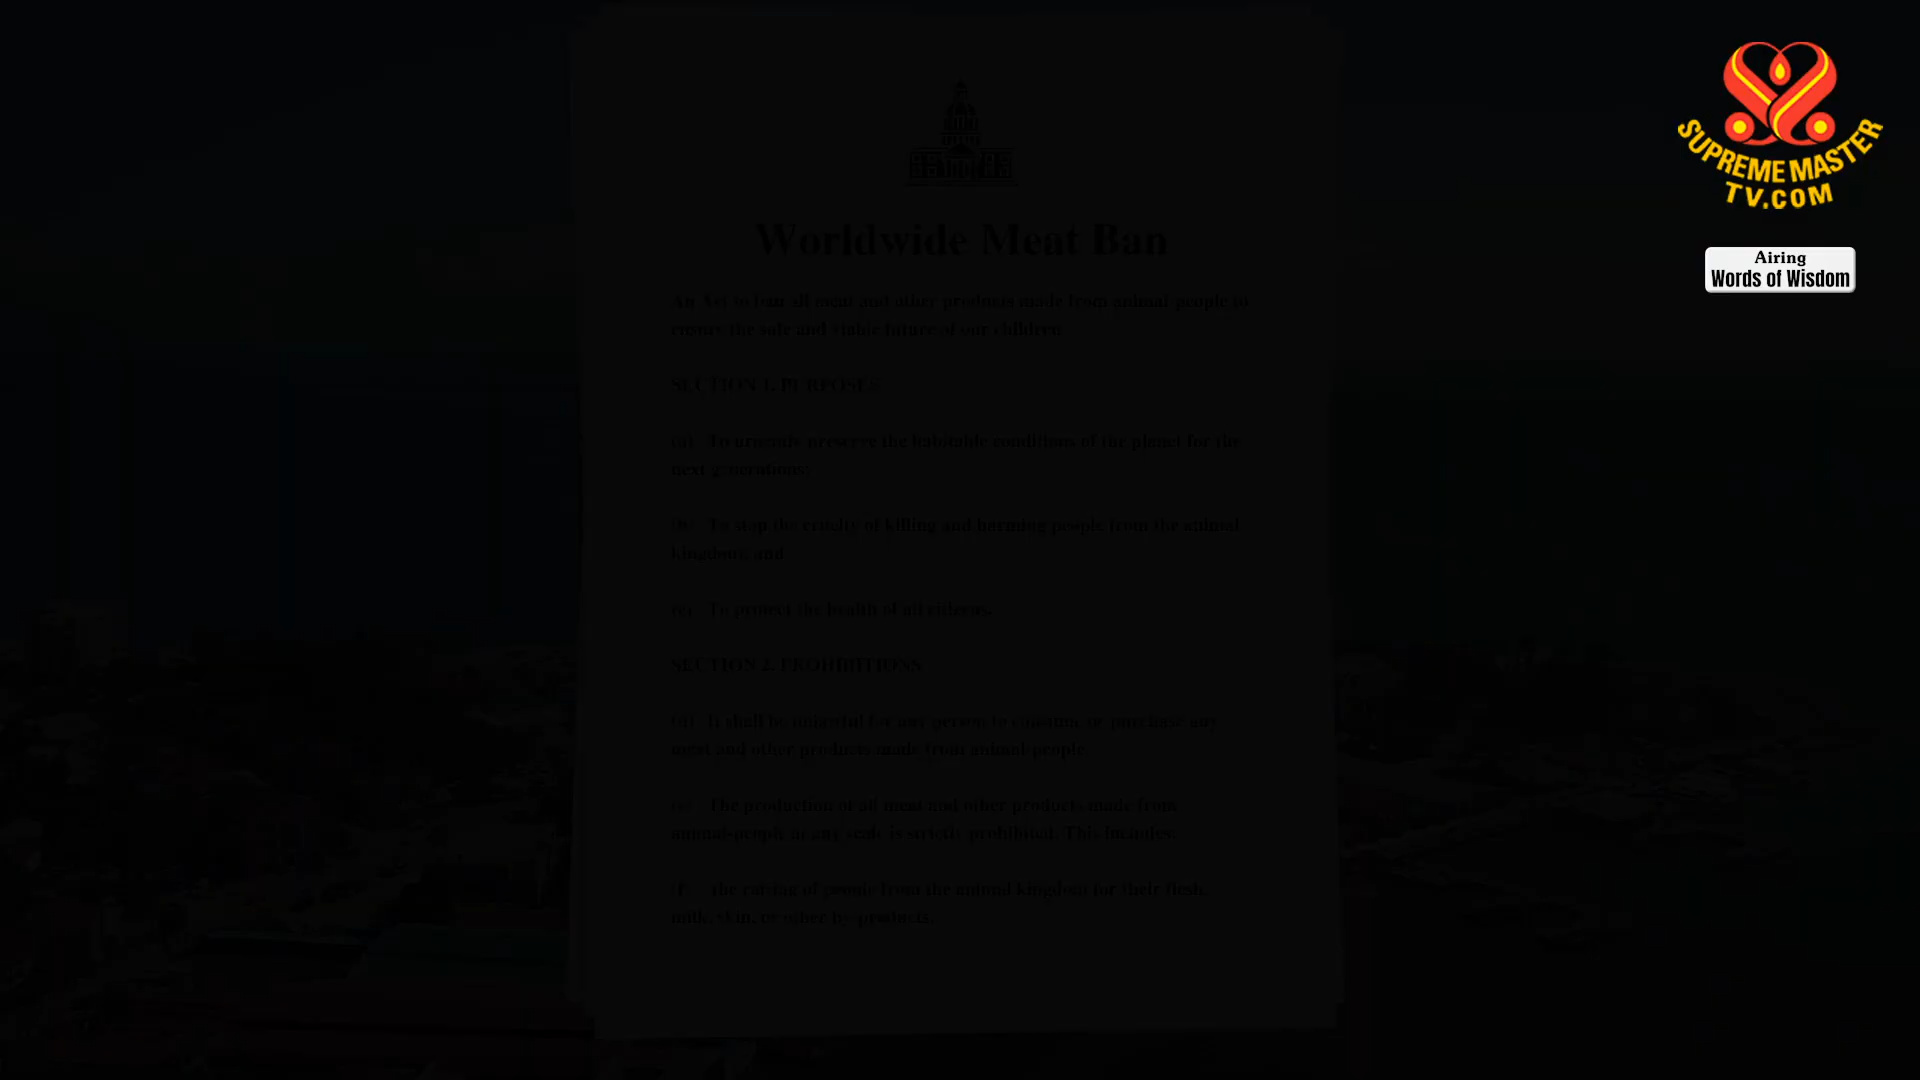 SUPREME MASTER
TV.COM
Airing
Words of Wisdom
Worldwide Meat Ban
An Act to ban all meat and other products made from animal-people to
ensure the safe and stable future of our children
SECTION 1. PURPOSES
(a) To urgently preserve the habitable conditions of the planet for the
next generations;
(b) To stop the cruelty of killing and harming people from the animal
kingdom; and
(c) To protect the health of all citizens.
SECTION 2. PROHIBITIONS
(d) It shall be unlawful for any person to consume or purchase any
meat and other products made from animal-people.
(e) The production of all meat and other products made from
animal-people at any scale is strictly prohibited. This includes:
the raising of people from the animal kingdom for their flesh,
milk, skin, or other by-products.